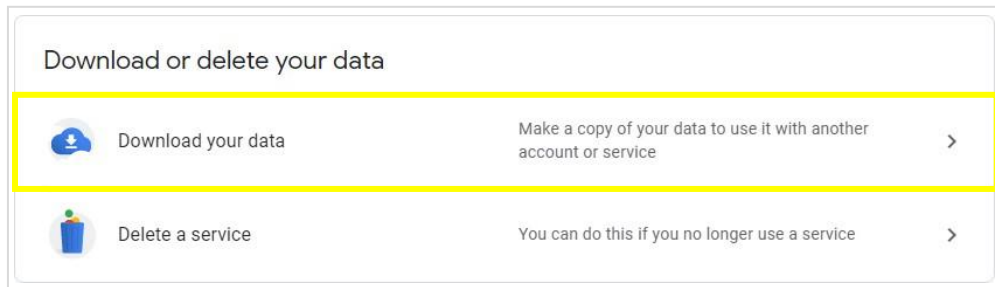 Download or delete your data
Download your data
Make a copy of your data to use it with another
account or service
Delete a service
You can do this if you no longer use a service